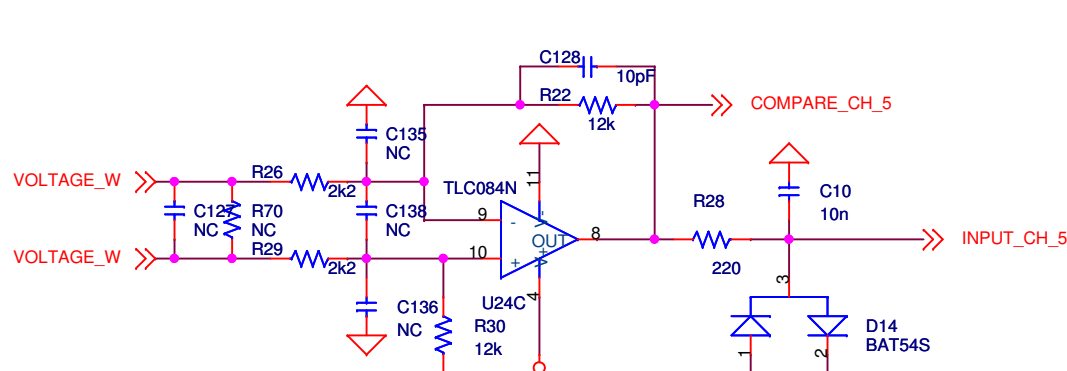 C128
10pF
R22
12k
COMPARE_CH_5
C135
NC
VOLTAGE_W
R26
2k2
TLC084N
11
C127
NC
R70
NC
C138
NC
9
-
V-
OUT
8
R28
220
C10
10n
INPUT_CH_5
VOLTAGE_W
R29
2k2
10
+
V+
4
U24C
C136
NC
R30
12k
3
D14
BAT54S
1
2